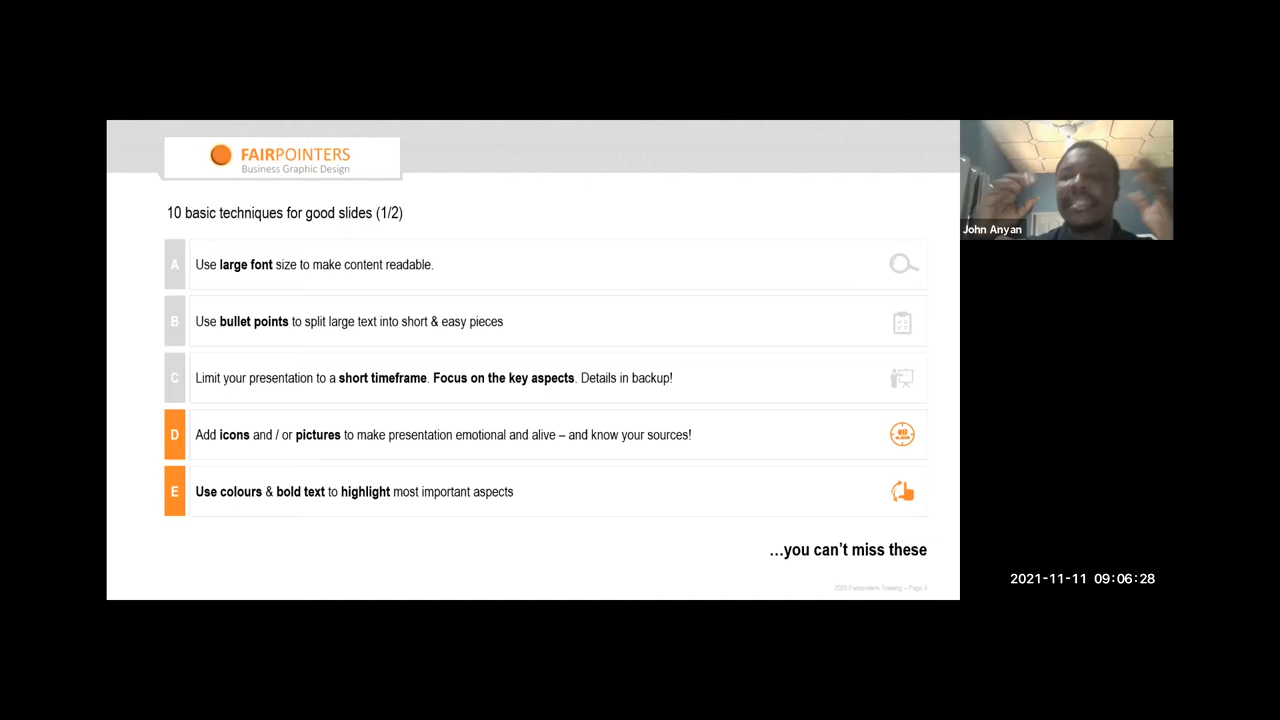 FAIRPOINTERS
Business Graphic Design
John Anyan
10 basic techniques for good slides (1/2)
A
Use large font size to make content readable.
B
Use bullet points to split large text into short & easy pieces
C
Limit your presentation to a short timeframe. Focus on the key aspects. Details in backup!
D
Add icons and / or pictures to make presentation emotional and alive – and know your sources!
E
Use colours & bold text to highlight most important aspects
…you can't miss these
2021-11-11 09:06:28
Fairpointers Training – Page 3